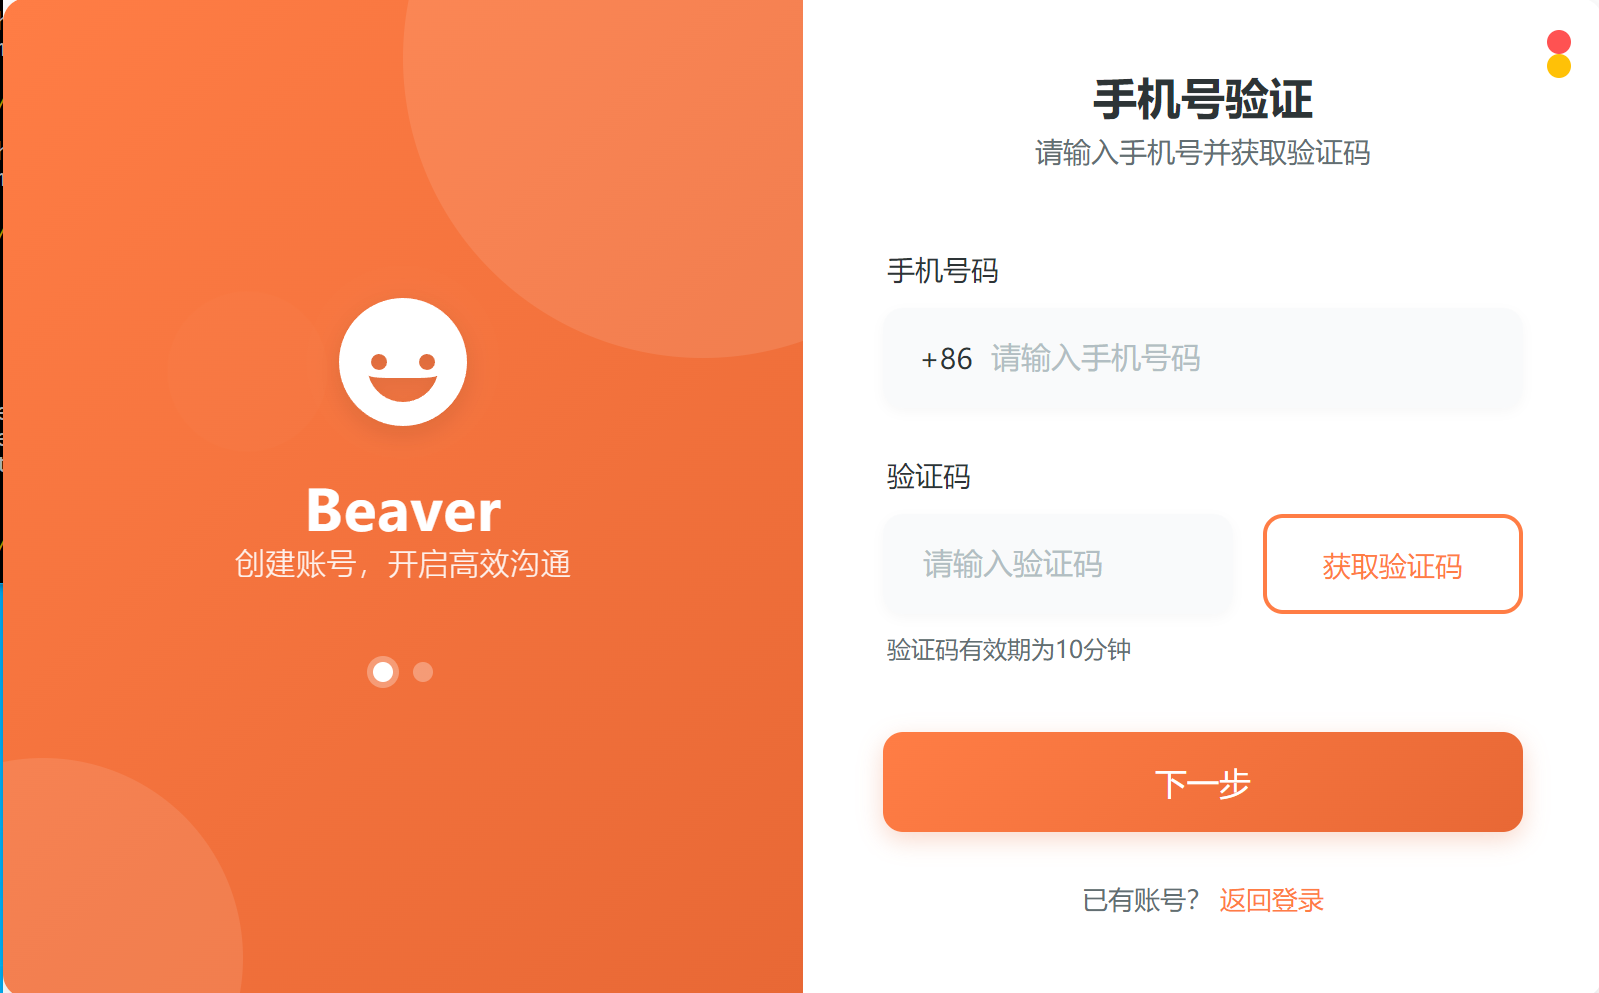 Beaver
创建账号，开启高效沟通
手机号验证
请输入手机号并获取验证码
手机号码
+86 请输入手机号码
验证码
请输入验证码
获取验证码
验证码有效期为10分钟
下一步
已有账号？ 返回登录